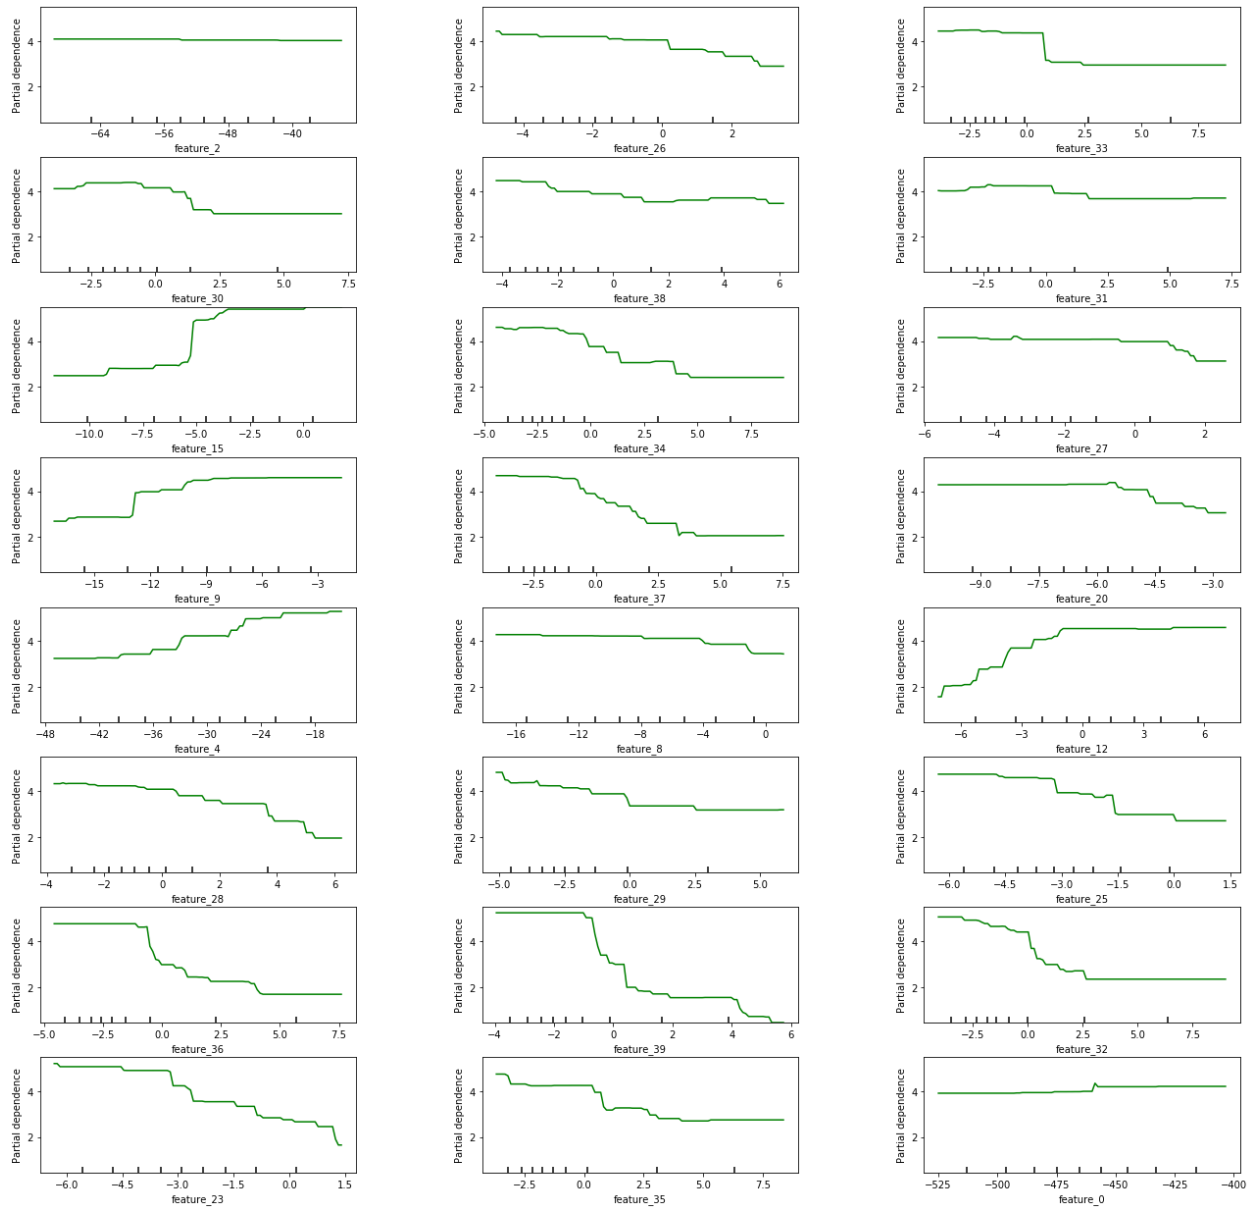 Partial dependence
4
2
−64 −56 −48 −40
feature_2
Partial dependence
4
2
−4 −2 0 2
feature_26
Partial dependence
4
2
−2.5 0.0 2.5 5.0 7.5
feature_33
Partial dependence
4
2
−2.5 0.0 2.5 5.0 7.5
feature_30
Partial dependence
4
2
−4 −2 0 2 4 6
feature_38
Partial dependence
4
2
−2.5 0.0 2.5 5.0 7.5
feature_31
Partial dependence
4
2
−10.0 −7.5 −5.0 −2.5 0.0
feature_15
Partial dependence
4
2
−5.0 −2.5 0.0 2.5 5.0 7.5
feature_34
Partial dependence
4
2
−6 −4 −2 0 2
feature_27
Partial dependence
4
2
−15 −12 −9 −6 −3
feature_9
Partial dependence
4
2
−2.5 0.0 2.5 5.0 7.5
feature_37
Partial dependence
4
2
−9.0 −7.5 −6.0 −4.5 −3.0
feature_20
Partial dependence
4
2
−48 −42 −36 −30 −24 −18
feature_4
Partial dependence
4
2
−16 −12 −8 −4 0
feature_8
Partial dependence
4
2
−6 −3 0 3 6
feature_12
Partial dependence
4
2
−4 −2 0 2 4 6
feature_28
Partial dependence
4
2
−5.0 −2.5 0.0 2.5 5.0
feature_29
Partial dependence
4
2
−6.0 −4.5 −3.0 −1.5 0.0 1.5
feature_25
Partial dependence
4
2
−5.0 −2.5 0.0 2.5 5.0 7.5
feature_36
Partial dependence
4
2
−4 −2 0 2 4 6
feature_39
Partial dependence
4
2
−2.5 0.0 2.5 5.0 7.5
feature_32
Partial dependence
4
2
−6.0 −4.5 −3.0 −1.5 0.0 1.5
feature_23
Partial dependence
4
2
−2.5 0.0 2.5 5.0 7.5
feature_35
Partial dependence
4
2
−525 −500 −475 −450 −425 −400
feature_0